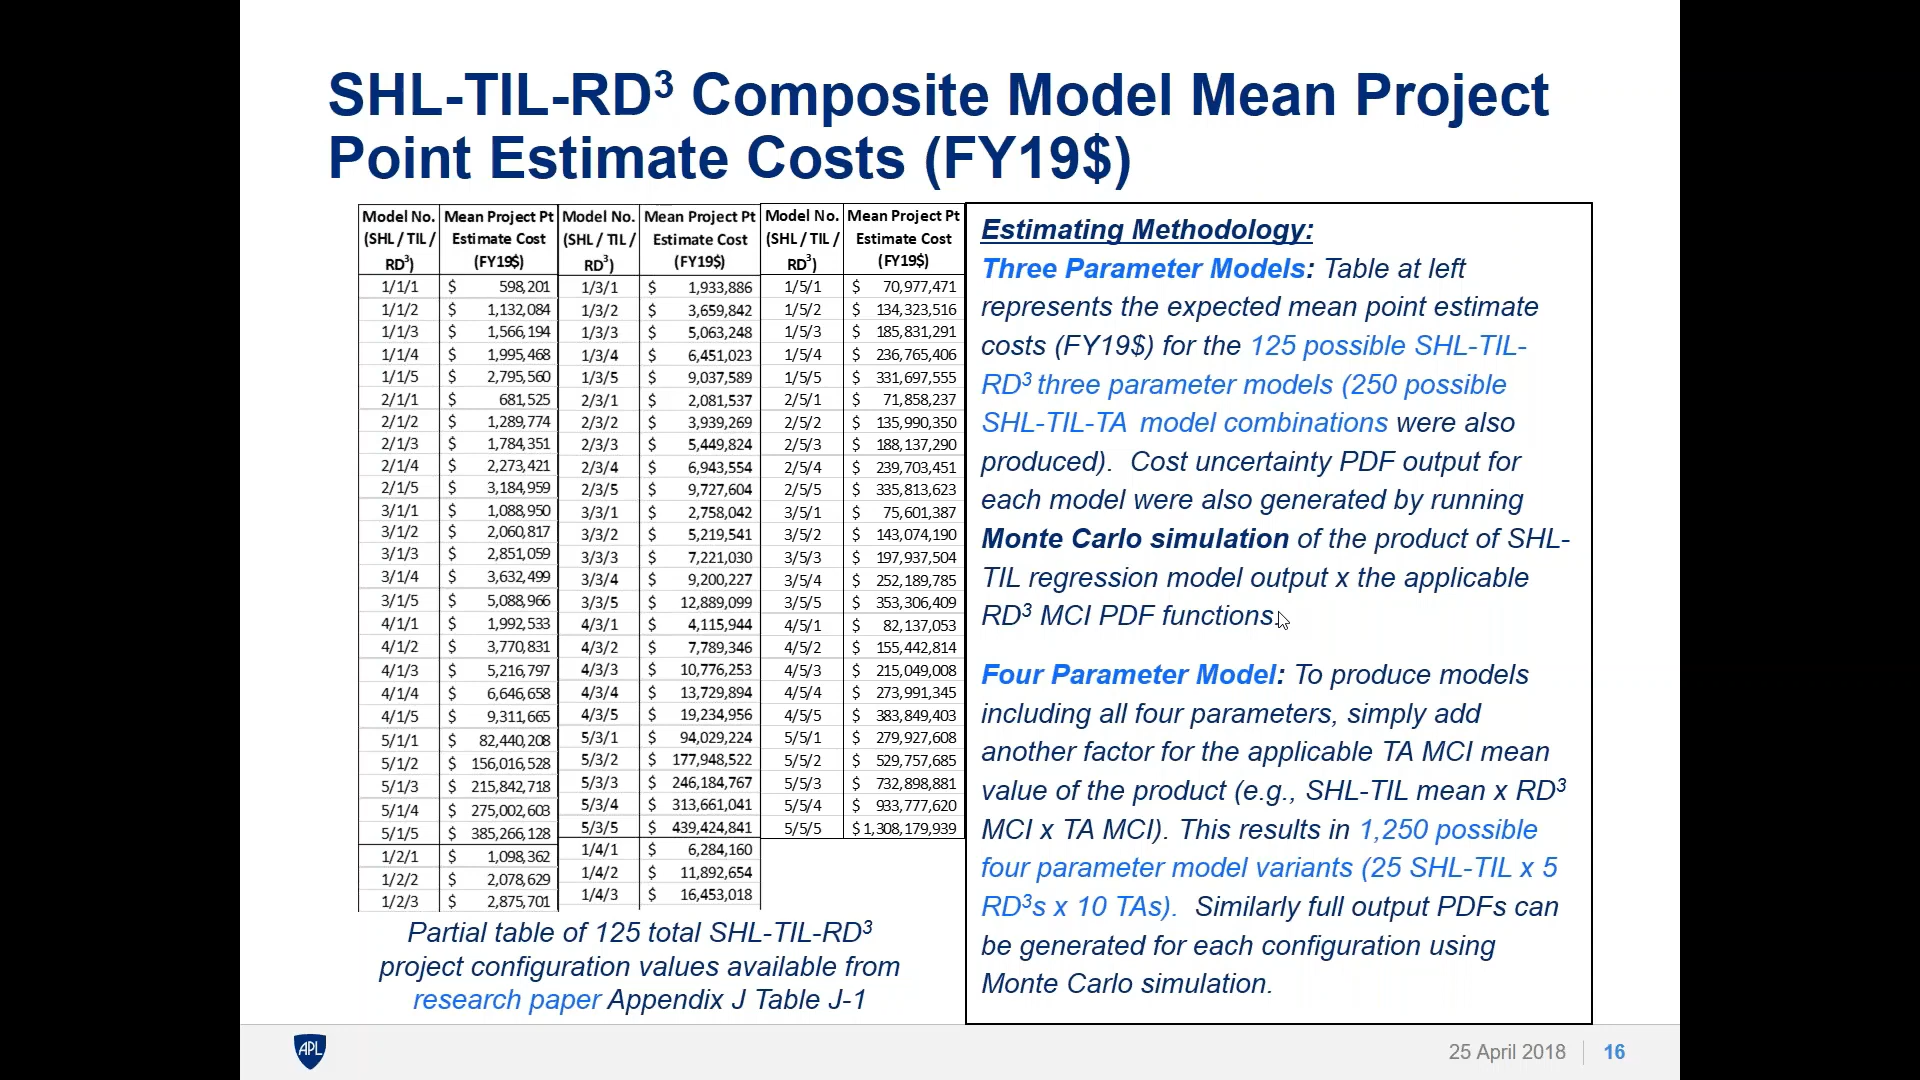 SHL-TIL-RD³ Composite Model Mean Project
Point Estimate Costs (FY19$)
Model No. (SHL / TIL / RD³) Mean Project Pt Estimate Cost (FY19$)
1/1/1 $ 598,201
1/1/2 $ 1,132,084
1/1/3 $ 1,566,194
1/1/4 $ 1,995,468
1/1/5 $ 2,795,560
2/1/1 $ 681,525
2/1/2 $ 1,289,774
2/1/3 $ 1,784,351
2/1/4 $ 2,273,421
2/1/5 $ 3,184,959
3/1/1 $ 1,088,950
3/1/2 $ 2,060,817
3/1/3 $ 2,851,059
3/1/4 $ 3,632,499
3/1/5 $ 5,088,966
4/1/1 $ 1,992,533
4/1/2 $ 3,770,831
4/1/3 $ 5,216,797
4/1/4 $ 6,646,658
4/1/5 $ 9,311,665
5/1/1 $ 82,440,208
5/1/2 $ 156,016,528
5/1/3 $ 215,842,718
5/1/4 $ 275,002,603
5/1/5 $ 385,266,128
1/2/1 $ 1,098,362
1/2/2 $ 2,078,629
1/2/3 $ 2,875,701
Model No. (SHL / TIL / RD³) Mean Project Pt Estimate Cost (FY19$)
1/3/1 $ 1,933,886
1/3/2 $ 3,659,842
1/3/3 $ 5,063,248
1/3/4 $ 6,451,023
1/3/5 $ 9,037,589
2/3/1 $ 2,081,537
2/3/2 $ 3,939,269
2/3/3 $ 5,449,824
2/3/4 $ 6,943,554
2/3/5 $ 9,727,604
3/3/1 $ 2,758,042
3/3/2 $ 5,219,541
3/3/3 $ 7,221,030
3/3/4 $ 9,200,227
3/3/5 $ 12,889,099
4/3/1 $ 4,115,944
4/3/2 $ 7,789,346
4/3/3 $ 10,776,253
4/3/4 $ 13,729,894
4/3/5 $ 19,234,956
5/3/1 $ 94,029,224
5/3/2 $ 177,948,522
5/3/3 $ 246,184,767
5/3/4 $ 313,661,041
5/3/5 $ 439,424,841
1/4/1 $ 6,284,160
1/4/2 $ 11,892,654
1/4/3 $ 16,453,018
Model No. (SHL / TIL / RD³) Mean Project Pt Estimate Cost (FY19$)
1/5/1 $ 70,977,471
1/5/2 $ 134,323,516
1/5/3 $ 185,831,291
1/5/4 $ 236,765,406
1/5/5 $ 331,697,555
2/5/1 $ 71,858,237
2/5/2 $ 135,990,350
2/5/3 $ 188,137,290
2/5/4 $ 239,703,451
2/5/5 $ 335,813,623
3/5/1 $ 75,601,387
3/5/2 $ 143,074,190
3/5/3 $ 197,937,504
3/5/4 $ 252,189,785
3/5/5 $ 353,306,409
4/5/1 $ 82,137,053
4/5/2 $ 155,442,814
4/5/3 $ 215,049,008
4/5/4 $ 273,991,345
4/5/5 $ 383,849,403
5/5/1 $ 279,927,608
5/5/2 $ 529,757,685
5/5/3 $ 732,898,881
5/5/4 $ 933,777,620
5/5/5 $ 1,308,179,939
Partial table of 125 total SHL-TIL-RD³
project configuration values available from
research paper Appendix J Table J-1
Estimating Methodology:
Three Parameter Models: Table at left
represents the expected mean point estimate
costs (FY19$) for the 125 possible SHL-TIL-
RD³ three parameter models (250 possible
SHL-TIL-TA model combinations were also
produced). Cost uncertainty PDF output for
each model were also generated by running
Monte Carlo simulation of the product of SHL-
TIL regression model output x the applicable
RD³ MCI PDF functions.
Four Parameter Model: To produce models
including all four parameters, simply add
another factor for the applicable TA MCI mean
value of the product (e.g., SHL-TIL mean x RD³
MCI x TA MCI). This results in 1,250 possible
four parameter model variants (25 SHL-TIL x 5
RD³s x 10 TAs). Similarly full output PDFs can
be generated for each configuration using
Monte Carlo simulation.
APL
25 April 2018
16